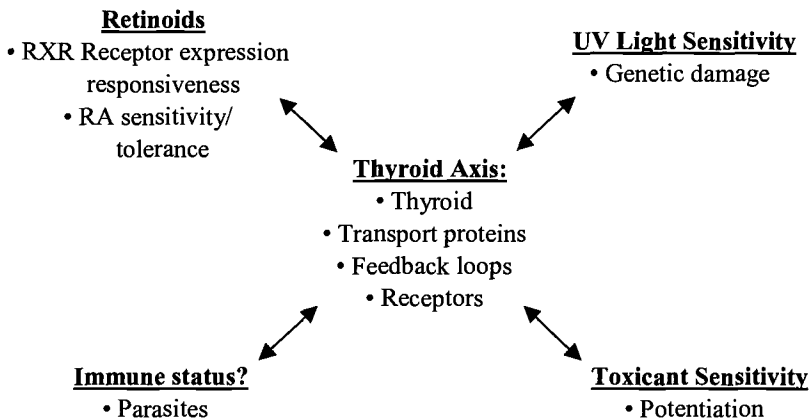 Retinoids
• RXR Receptor expression
responsiveness
• RA sensitivity/
tolerance
UV Light Sensitivity
• Genetic damage
Thyroid Axis:
• Thyroid
• Transport proteins
• Feedback loops
• Receptors
Immune status?
• Parasites
Toxicant Sensitivity
• Potentiation